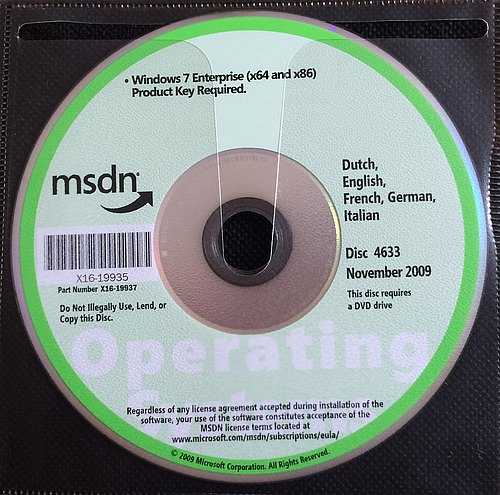 • Windows 7 Enterprise (x64 and x86)
Product Key Required.
msdn
Dutch,
English,
French, German,
Italian
X16-19935
Part Number X16-19937
Disc 4633
November 2009
This disc requires
a DVD drive
Do Not Illegally Use, Lend, or
Copy this Disc.
Operating
Regardless of any license agreement accepted during installation of the
software, your use of the software constitutes acceptance of the
MSDN license terms located at
www.microsoft.com/msdn/subscriptions/eula/
© 2009 Microsoft Corporation. All Rights Reserved.